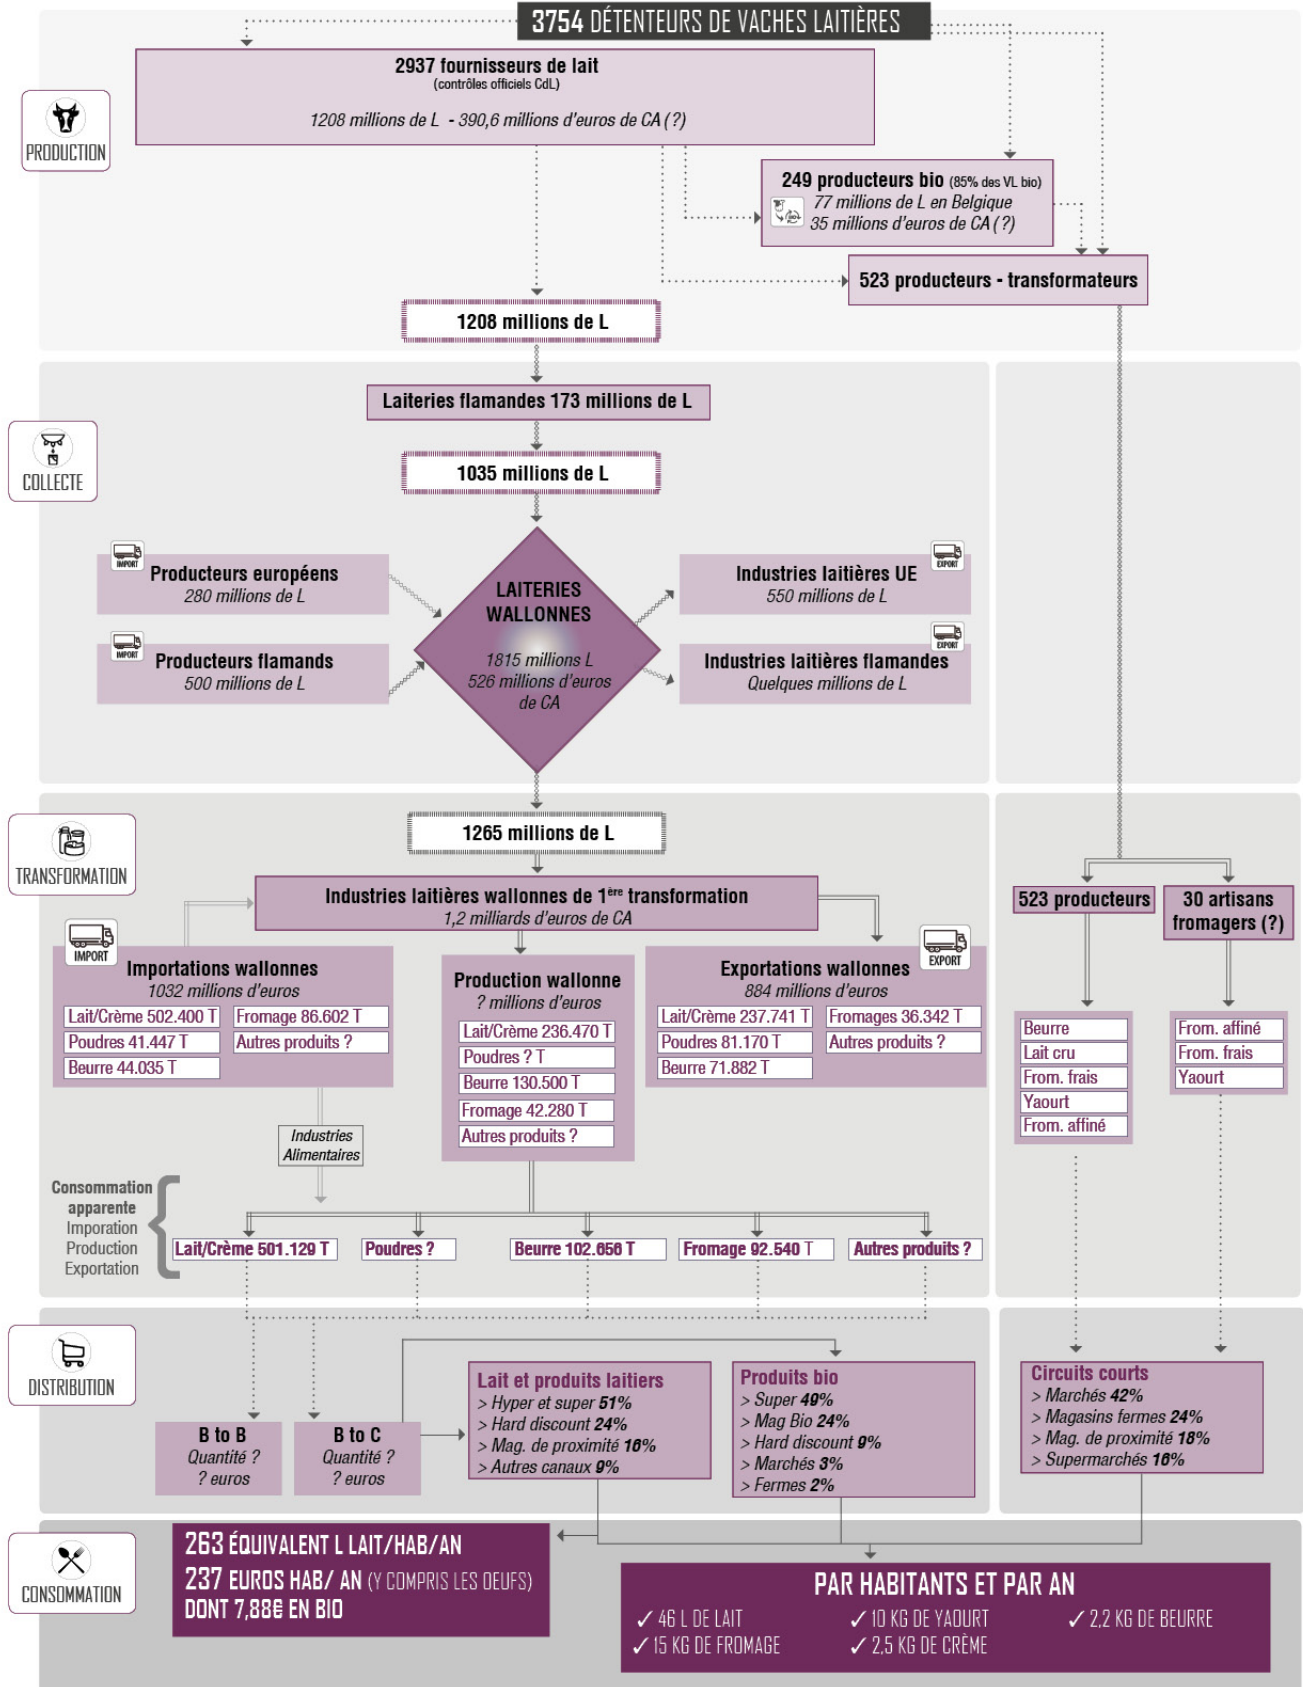 3754 DÉTENTEURS DE VACHES LAITIÈRES
2937 fournisseurs de lait
(contrôles officiels CdL)
1208 millions de L - 390,6 millions d'euros de CA (?)
PRODUCTION
249 producteurs bio (85% des VL bio)
77 millions de L en Belgique
35 millions d'euros de CA (?)
523 producteurs - transformateurs
1208 millions de L
Laiteries flamandes 173 millions de L
COLLECTE
1035 millions de L
IMPORT
Producteurs européens
280 millions de L
IMPORT
Producteurs flamands
500 millions de L
LAITERIES
WALLONNES
1815 millions L
526 millions d'euros
de CA
EXPORT
Industries laitières UE
550 millions de L
EXPORT
Industries laitières flamandes
Quelques millions de L
TRANSFORMATION
1265 millions de L
Industries laitières wallonnes de 1ère transformation
1,2 milliards d'euros de CA
IMPORT
Importations wallonnes
1032 millions d'euros
Lait/Crème 502.400 T
Fromage 86.602 T
Poudres 41.447 T
Autres produits ?
Beurre 44.035 T
Production wallonne
? millions d'euros
Lait/Crème 236.470 T
Poudres ? T
Beurre 130.500 T
Fromage 42.280 T
Autres produits ?
EXPORT
Exportations wallonnes
884 millions d'euros
Lait/Crème 237.741 T
Fromages 36.342 T
Poudres 81.170 T
Autres produits ?
Beurre 71.882 T
523 producteurs
30 artisans
fromagers (?)
Beurre
Lait cru
From. frais
Yaourt
From. affiné
From. affiné
From. frais
Yaourt
Industries
Alimentaires
Consommation
apparente
Imporation
Production
Exportation
Lait/Crème 501.129 T
Poudres ?
Beurre 102.656 T
Fromage 92.540 T
Autres produits ?
DISTRIBUTION
B to B
Quantité ?
? euros
B to C
Quantité ?
? euros
Lait et produits laitiers
> Hyper et super 51%
> Hard discount 24%
> Mag. de proximité 16%
> Autres canaux 9%
Produits bio
> Super 49%
> Mag Bio 24%
> Hard discount 9%
> Marchés 3%
> Fermes 2%
Circuits courts
> Marchés 42%
> Magasins fermes 24%
> Mag. de proximité 18%
> Supermarchés 16%
CONSOMMATION
263 ÉQUIVALENT L LAIT/HAB/AN
237 EUROS HAB/ AN (Y COMPRIS LES OEUFS)
DONT 7,88€ EN BIO
PAR HABITANTS ET PAR AN
✓ 46 L DE LAIT
✓ 10 KG DE YAOURT
✓ 2,2 KG DE BEURRE
✓ 15 KG DE FROMAGE
✓ 2,5 KG DE CRÈME